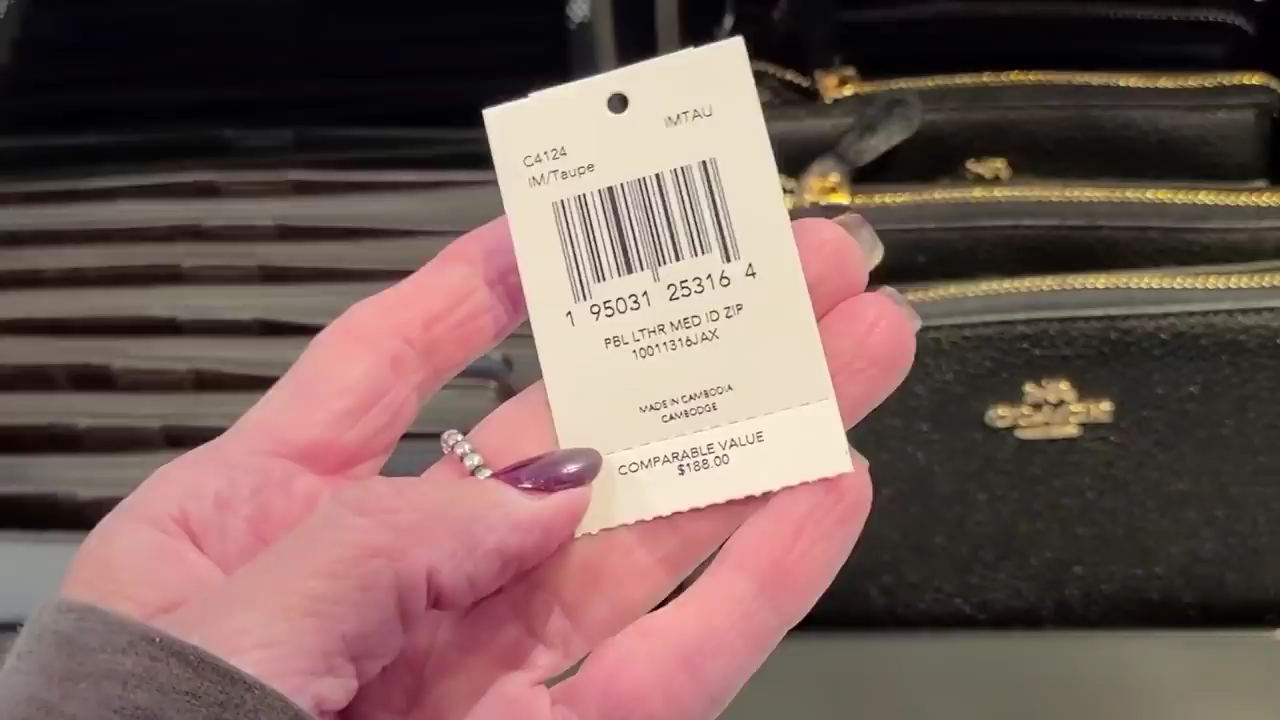 IMTAU
C4124
IM/Taupe
1 95031 25316 4
PBL LTHR MED ID ZIP
10011316JAX
MADE IN CAMBODIA
CAMBODGE
COMPARABLE VALUE
$188.00
COACH